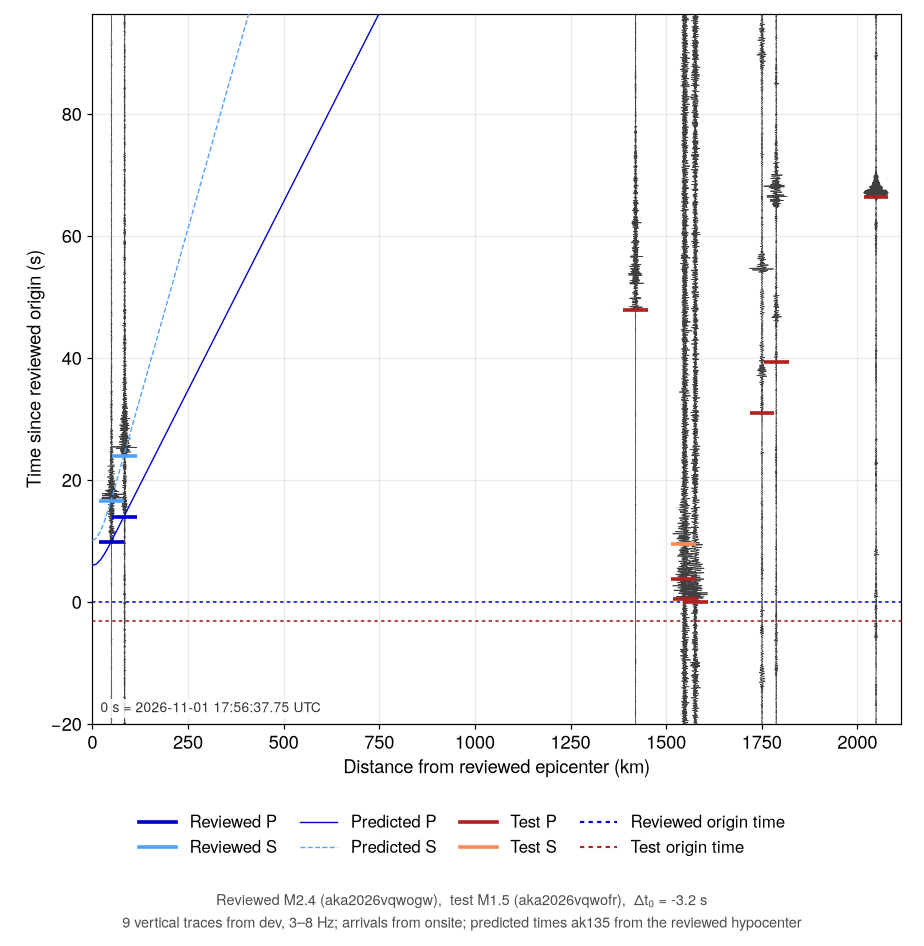 80
60
40
20
0
−20
Time since reviewed origin (s)
0 s = 2026-11-01 17:56:37.75 UTC
0 250 500 750 1000 1250 1500 1750 2000
Distance from reviewed epicenter (km)
Reviewed P Predicted P Test P Reviewed origin time
Reviewed S Predicted S Test S Test origin time
Reviewed M2.4 (aka2026vqwogw), test M1.5 (aka2026vqwofr), Δt₀ = -3.2 s
9 vertical traces from dev, 3–8 Hz; arrivals from onsite; predicted times ak135 from the reviewed hypocenter